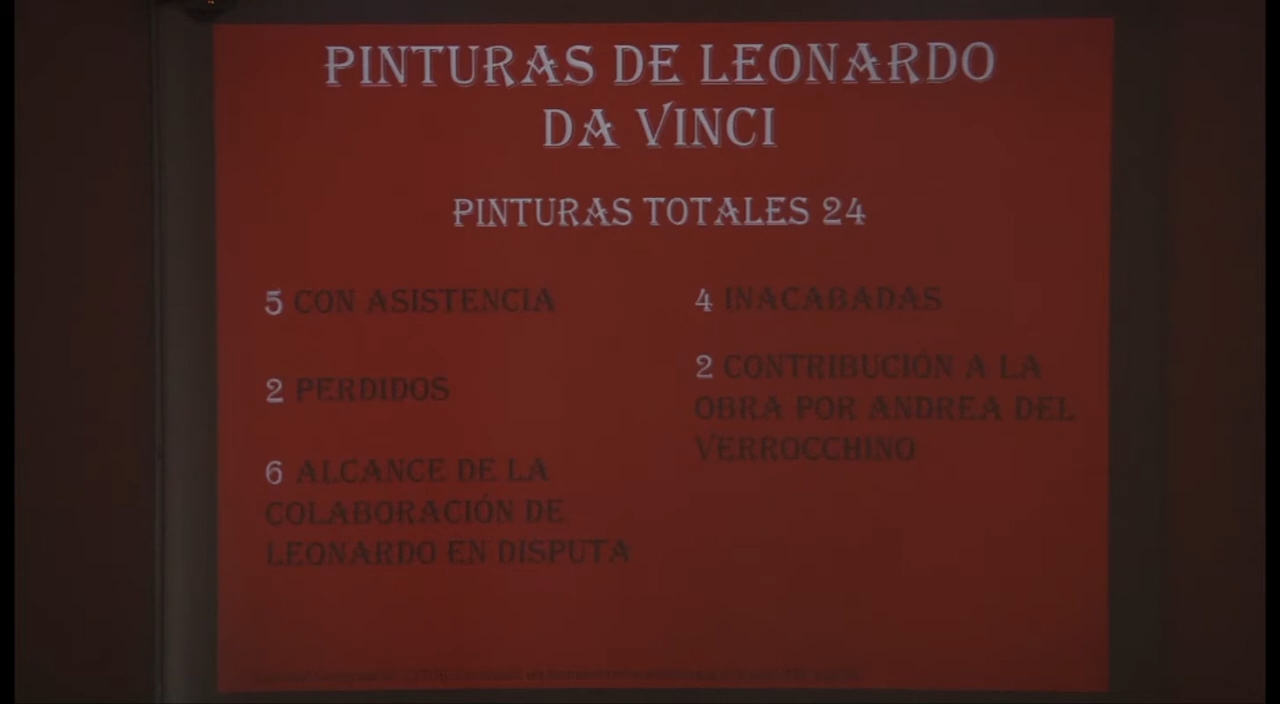 PINTURAS DE LEONARDO
DA VINCI
PINTURAS TOTALES 24
5 CON ASISTENCIA
2 PERDIDOS
6 ALCANCE DE LA
COLABORACIÓN DE
LEONARDO EN DISPUTA
4 INACABADAS
2 CONTRIBUCIÓN A LA
OBRA POR ANDREA DEL
VERROCCHINO